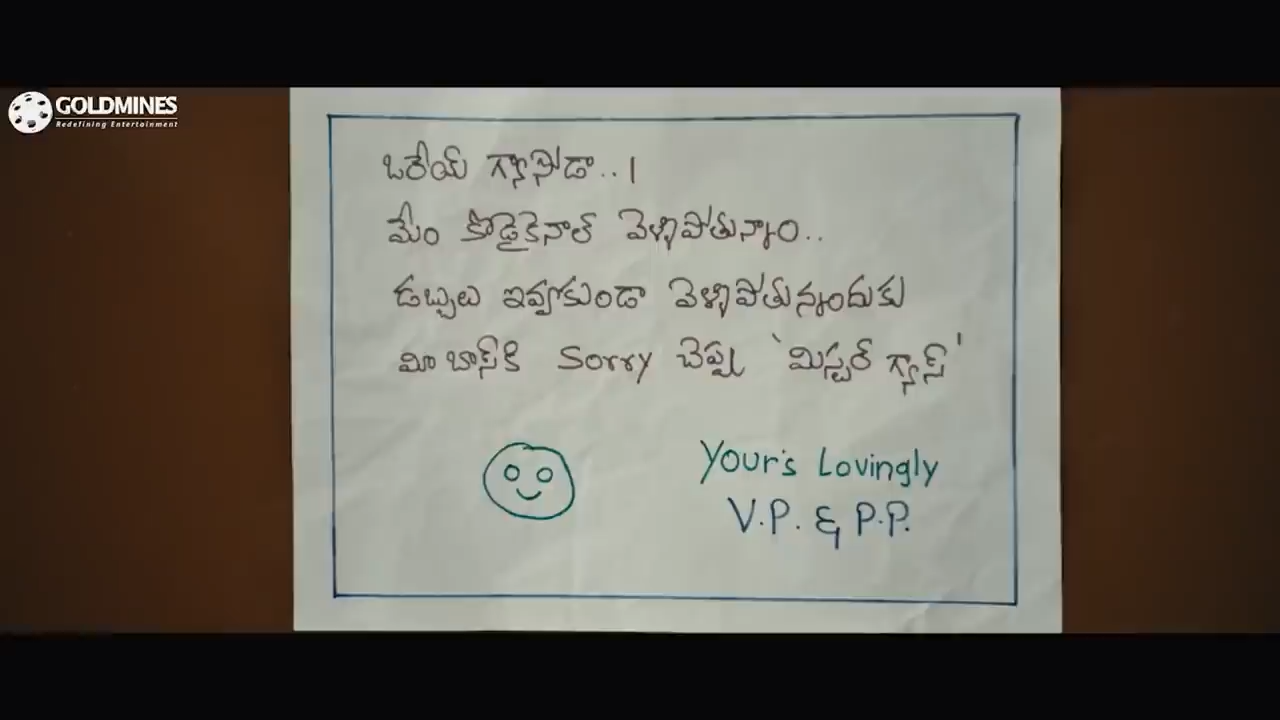 GOLDMINES
Redefining Entertainment
ఒరేయ్ గ్యాసిడా..!
మేం కొడైకెనాల్ వెళ్ళిపోతున్నాం..
డబ్బులు ఇవ్వకుండా వెళ్ళిపోతున్నందుకు
మీ బాస్‌కి Sorry చెప్పు 'మిస్టర్ గ్యాస్'
Your's Lovingly
V.P. & P.P.